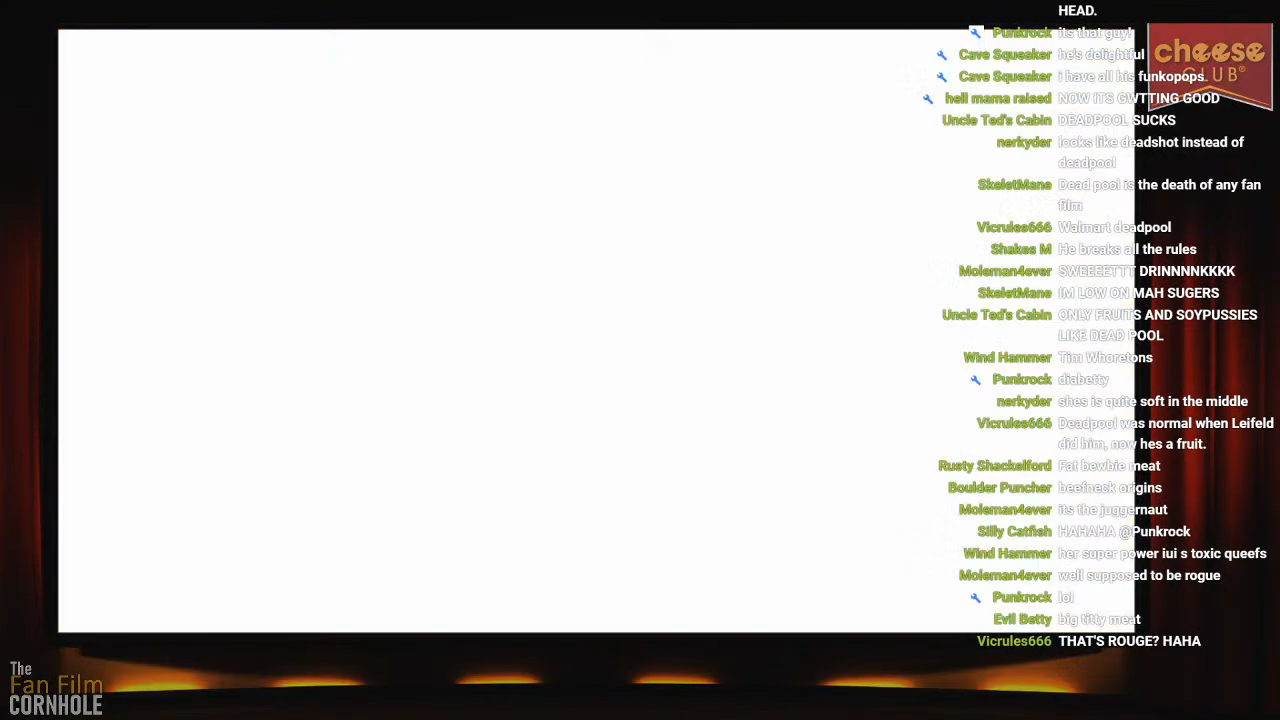 HEAD.
Punkrock its that guy!
Cave Squeaker he's delightful
Cave Squeaker i have all his funkopops
hell mama raised NOW ITS GWTTING GOOD
Uncle Ted's Cabin DEADPOOL SUCKS
nerkyder looks like deadshot instead of
deadpool
SkeletMane Dead pool is the death of any fan
film
Vicrules666 Walmart deadpool
Shakes M He breaks all the rules
Moleman4ever SWEEEETTT DRINNNNKKKK
SkeletMane IM LOW ON MAH SUGERS
Uncle Ted's Cabin ONLY FRUITS AND SOYPUSSIES
LIKE DEAD POOL
Wind Hammer Tim Whoretons
Punkrock diabetty
nerkyder shes is quite soft in the middle
Vicrules666 Deadpool was normal when Leifeld
did him, now hes a fruit.
Rusty Shackelford Fat bewbie meat
Boulder Puncher beefneck origins
Moleman4ever its the juggernaut
Silly Catfish HAHAHA @Punkrock
Wind Hammer her super power iui s toxic queefs
Moleman4ever well supposed to be rogue
Punkrock lol
Evil Betty big titty meat
Vicrules666 THAT'S ROUGE? HAHA
cheese
CLUB®
The
Fan Film
CORNHOLE